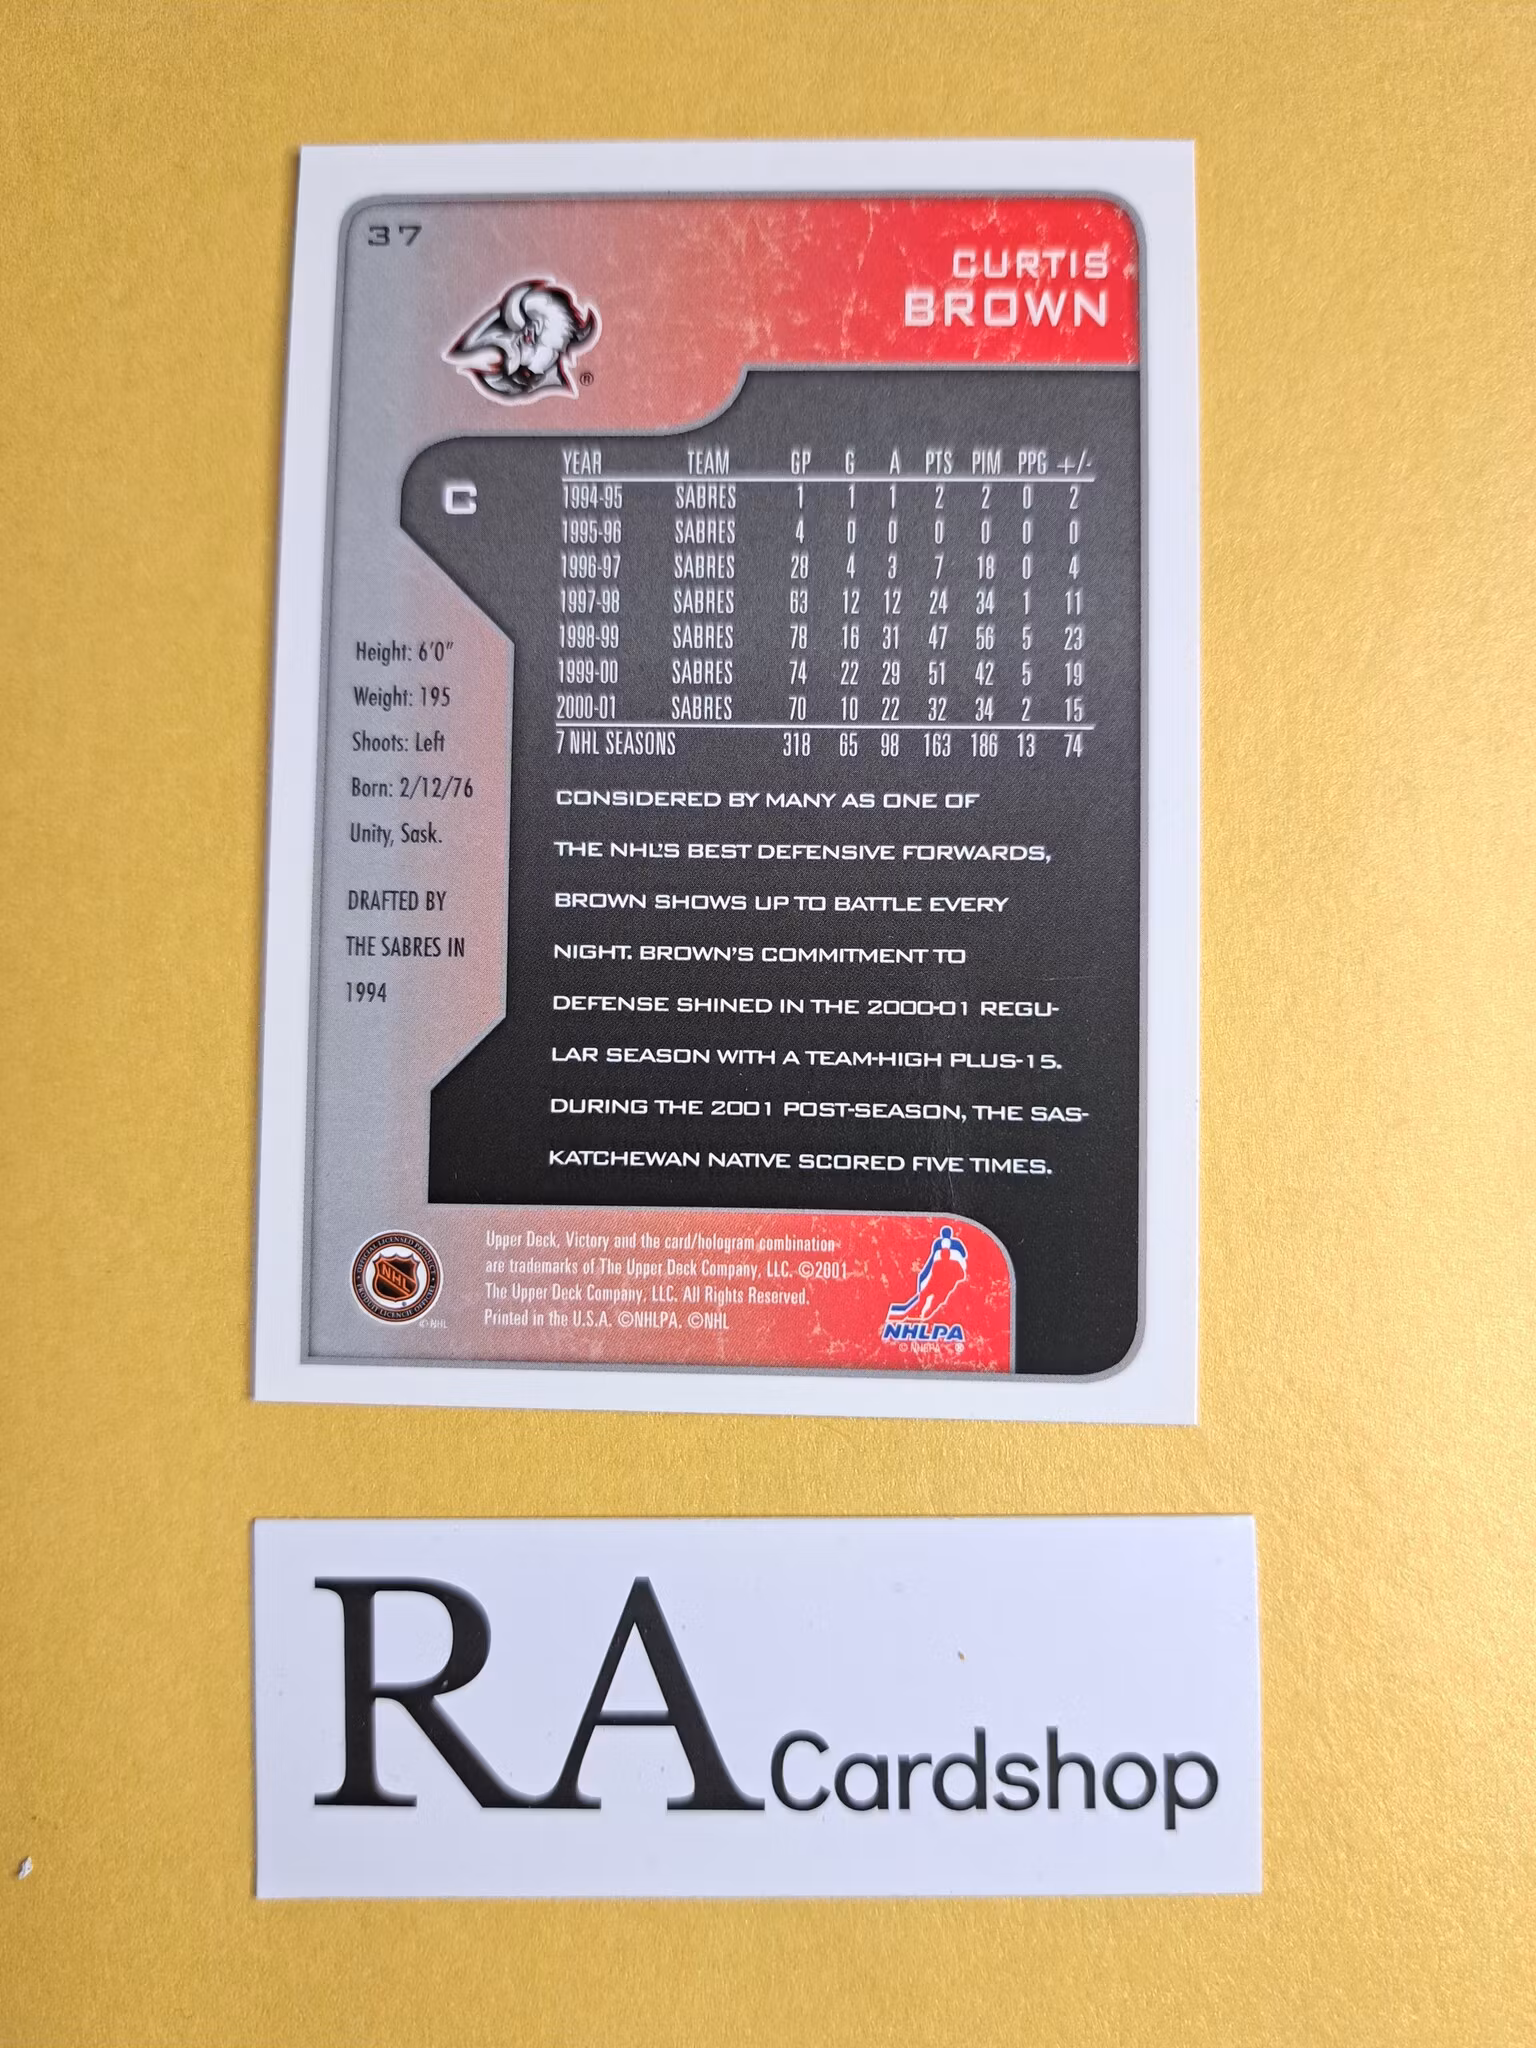 37
CURTIS
BROWN
®
C
YEAR TEAM GP G A PTS PIM PPG +/-
1994-95 SABRES 1 1 1 2 2 0 2
1995-96 SABRES 4 0 0 0 0 0 0
1996-97 SABRES 28 4 3 7 18 0 4
1997-98 SABRES 63 12 12 24 34 1 11
1998-99 SABRES 78 16 31 47 56 5 23
1999-00 SABRES 74 22 29 51 42 5 19
2000-01 SABRES 70 10 22 32 34 2 15
7 NHL SEASONS 318 65 98 163 186 13 74
Height: 6'0"
Weight: 195
Shoots: Left
Born: 2/12/76
Unity, Sask.
DRAFTED BY
THE SABRES IN
1994
CONSIDERED BY MANY AS ONE OF
THE NHL'S BEST DEFENSIVE FORWARDS,
BROWN SHOWS UP TO BATTLE EVERY
NIGHT. BROWN'S COMMITMENT TO
DEFENSE SHINED IN THE 2000-01 REGU-
LAR SEASON WITH A TEAM-HIGH PLUS-15.
DURING THE 2001 POST-SEASON, THE SAS-
KATCHEWAN NATIVE SCORED FIVE TIMES.
OFFICIAL LICENSED PRODUCT
NHL
PRODUIT LICENCIE OFFICIEL
© NHL
Upper Deck, Victory and the card/hologram combination
are trademarks of The Upper Deck Company, LLC. ©2001
The Upper Deck Company, LLC. All Rights Reserved.
Printed in the U.S.A. ©NHLPA. ©NHL
NHLPA
© NHLPA ®
RA Cardshop